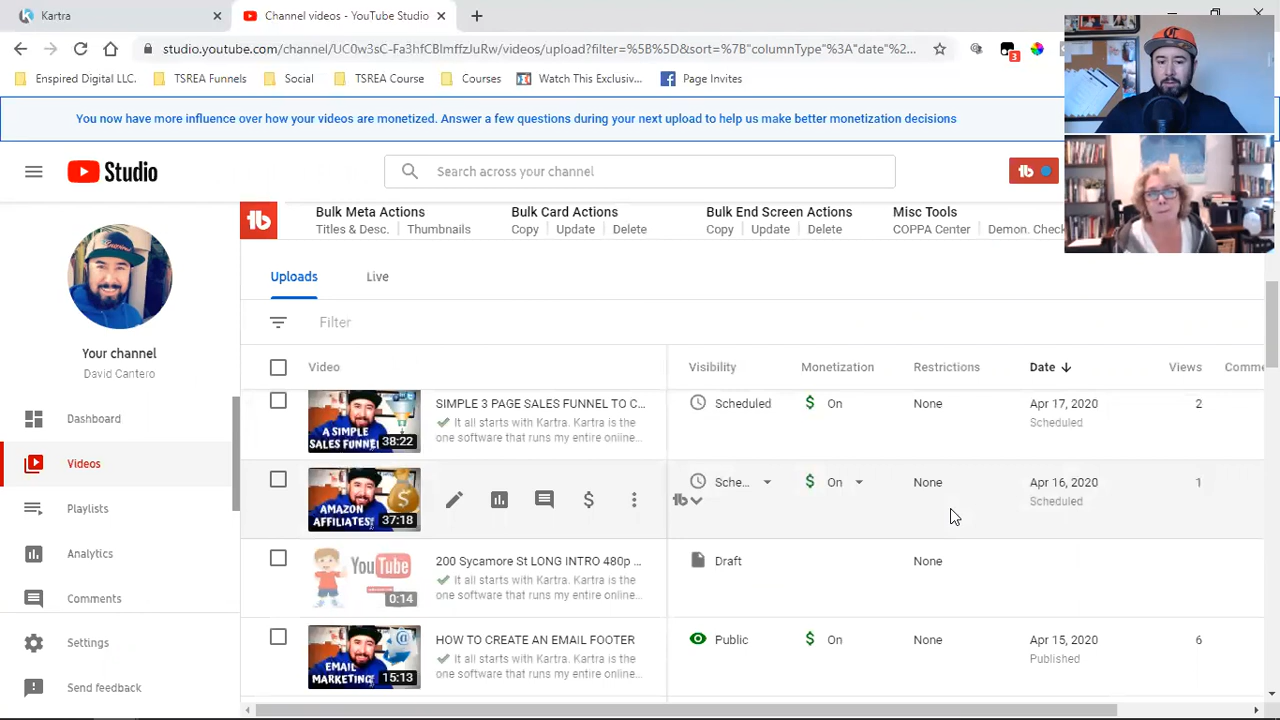 Kartra
Channel videos - YouTube Studio
studio.youtube.com/channel/
/videos/upload?filter=%5B%5D&sort=%7B"columnType"%3A"date"%...
3
Enspired Digital LLC.
TSREA Funnels
Social
TSREA Course
Courses
Watch This Exclusiv...
Page Invites
You now have more influence over how your videos are monetized. Answer a few questions during your next upload to help us make better monetization decisions
Studio
Search across your channel
tb
tb
Bulk Meta Actions
Titles & Desc. Thumbnails
Bulk Card Actions
Copy Update Delete
Bulk End Screen Actions
Copy Update Delete
Misc Tools
COPPA Center Demon. Check
Your channel
David Cantero
Dashboard
Videos
Playlists
Analytics
Comments
Settings
Send feedback
Uploads Live
Filter
Video Visibility Monetization Restrictions Date Views Comme
A SIMPLE
SALES FUNNEL
38:22
SIMPLE 3 PAGE SALES FUNNEL TO C...
It all starts with Kartra. Kartra is the
one software that runs my entire online...
Scheduled $ On None Apr 17, 2020 2
Scheduled
AMAZON
AFFILIATES
37:18
$
Sche... $ On None Apr 16, 2020 1
Scheduled
tb
YouTube
0:14
200 Sycamore St LONG INTRO 480p ...
It all starts with Kartra. Kartra is the
one software that runs my entire online...
Draft None
EMAIL
MARKETING
15:13
HOW TO CREATE AN EMAIL FOOTER
It all starts with Kartra. Kartra is the
one software that runs my entire online...
Public $ On None Apr 15, 2020 6
Published